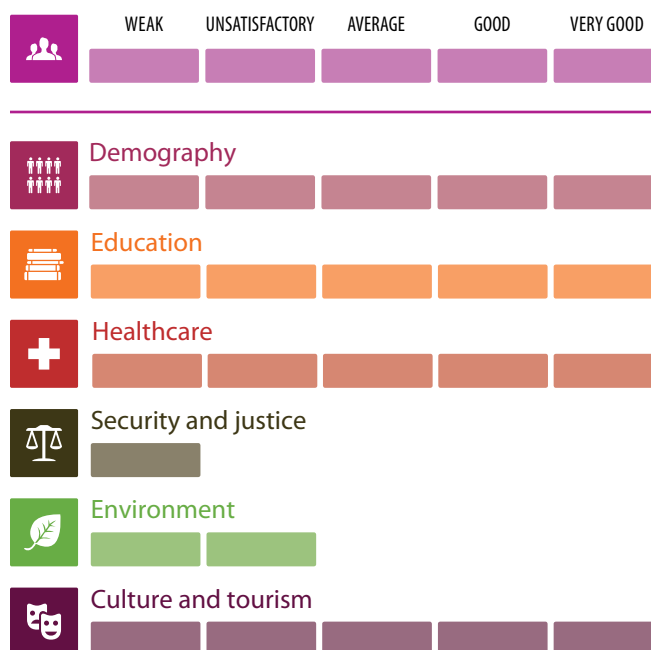 WEAK UNSATISFACTORY AVERAGE GOOD VERY GOOD
Demography
Education
Healthcare
Security and justice
Environment
Culture and tourism